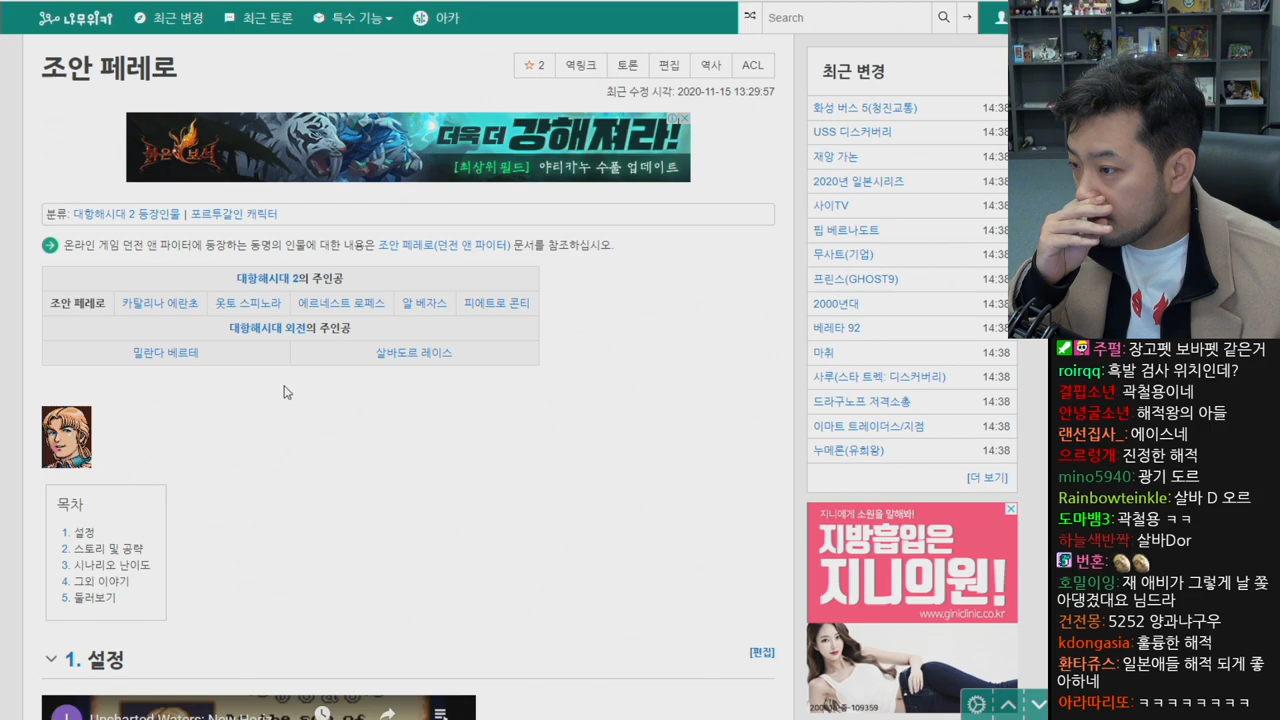 나무위키 최근 변경 최근 토론 특수 기능 아카 Search
조안 페레로
2 역링크 토론 편집 역사 ACL
최근 수정 시각: 2020-11-15 13:29:57
붉은보석
더욱 더 강해져라!
[최상위 필드] 야리카누 수풀 업데이트
분류: 대항해시대 2 등장인물 | 포르투갈인 캐릭터
온라인 게임 던전 앤 파이터에 등장하는 동명의 인물에 대한 내용은 조안 페레로(던전 앤 파이터) 문서를 참조하십시오.
대항해시대 2의 주인공
조안 페레로 카탈리나 에란초 옷토 스피노라 에르네스트 로페스 알 베자스 피에트로 콘티
대항해시대 외전의 주인공
밀란다 베르테 살바도르 레이스
목차
1. 설정
2. 스토리 및 공략
3. 시나리오 난이도
4. 그외 이야기
5. 둘러보기
1. 설정 [편집]
Uncharted Waters: New Horiz
최근 변경
화성 버스 5(청진교통) 14:38
USS 디스커버리 14:38
재앙 가논 14:38
2020년 일본시리즈 14:38
사이TV 14:38
핌 베르나도트 14:38
무사트(기업) 14:38
프린스(GHOST9) 14:38
2000년대 14:38
베레타 92 14:38
마취 14:38
사루(스타 트렉: 디스커버리) 14:38
드라구노프 저격소총 14:38
이마트 트레이더스/지점 14:38
누메론(유희왕) 14:38
[더 보기]
지니에게 소원을 말해봐!
지방흡입은
지니의원!
www.giniclinic.co.kr
주펄: 장고펫 보바펫 같은거
roirqq: 흑발 검사 위치인데?
결핍소년: 곽철용이네
안녕굴소년: 해적왕의 아들
랜선집사_: 에이스네
으르렁개: 진정한 해적
mino5940: 광기 도르
Rainbowteinkle: 살바 D 오르
도마뱀3: 곽철용 ㅋㅋ
하늘색반짝: 살바Dor
번혼:
호밀이잉: 재 애비가 그렇게 날 쫒
아댕겼대요 님드라
건전몽: 5252 양과냐구우
kdongasia: 훌륭한 해적
환타쥬스: 일본애들 해적 되게 좋
아하네
아라따리또: ㅋㅋㅋㅋㅋㅋㅋㅋ